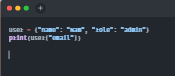 user = {"name": "sam", "role": "admin"}
print(user["email"])